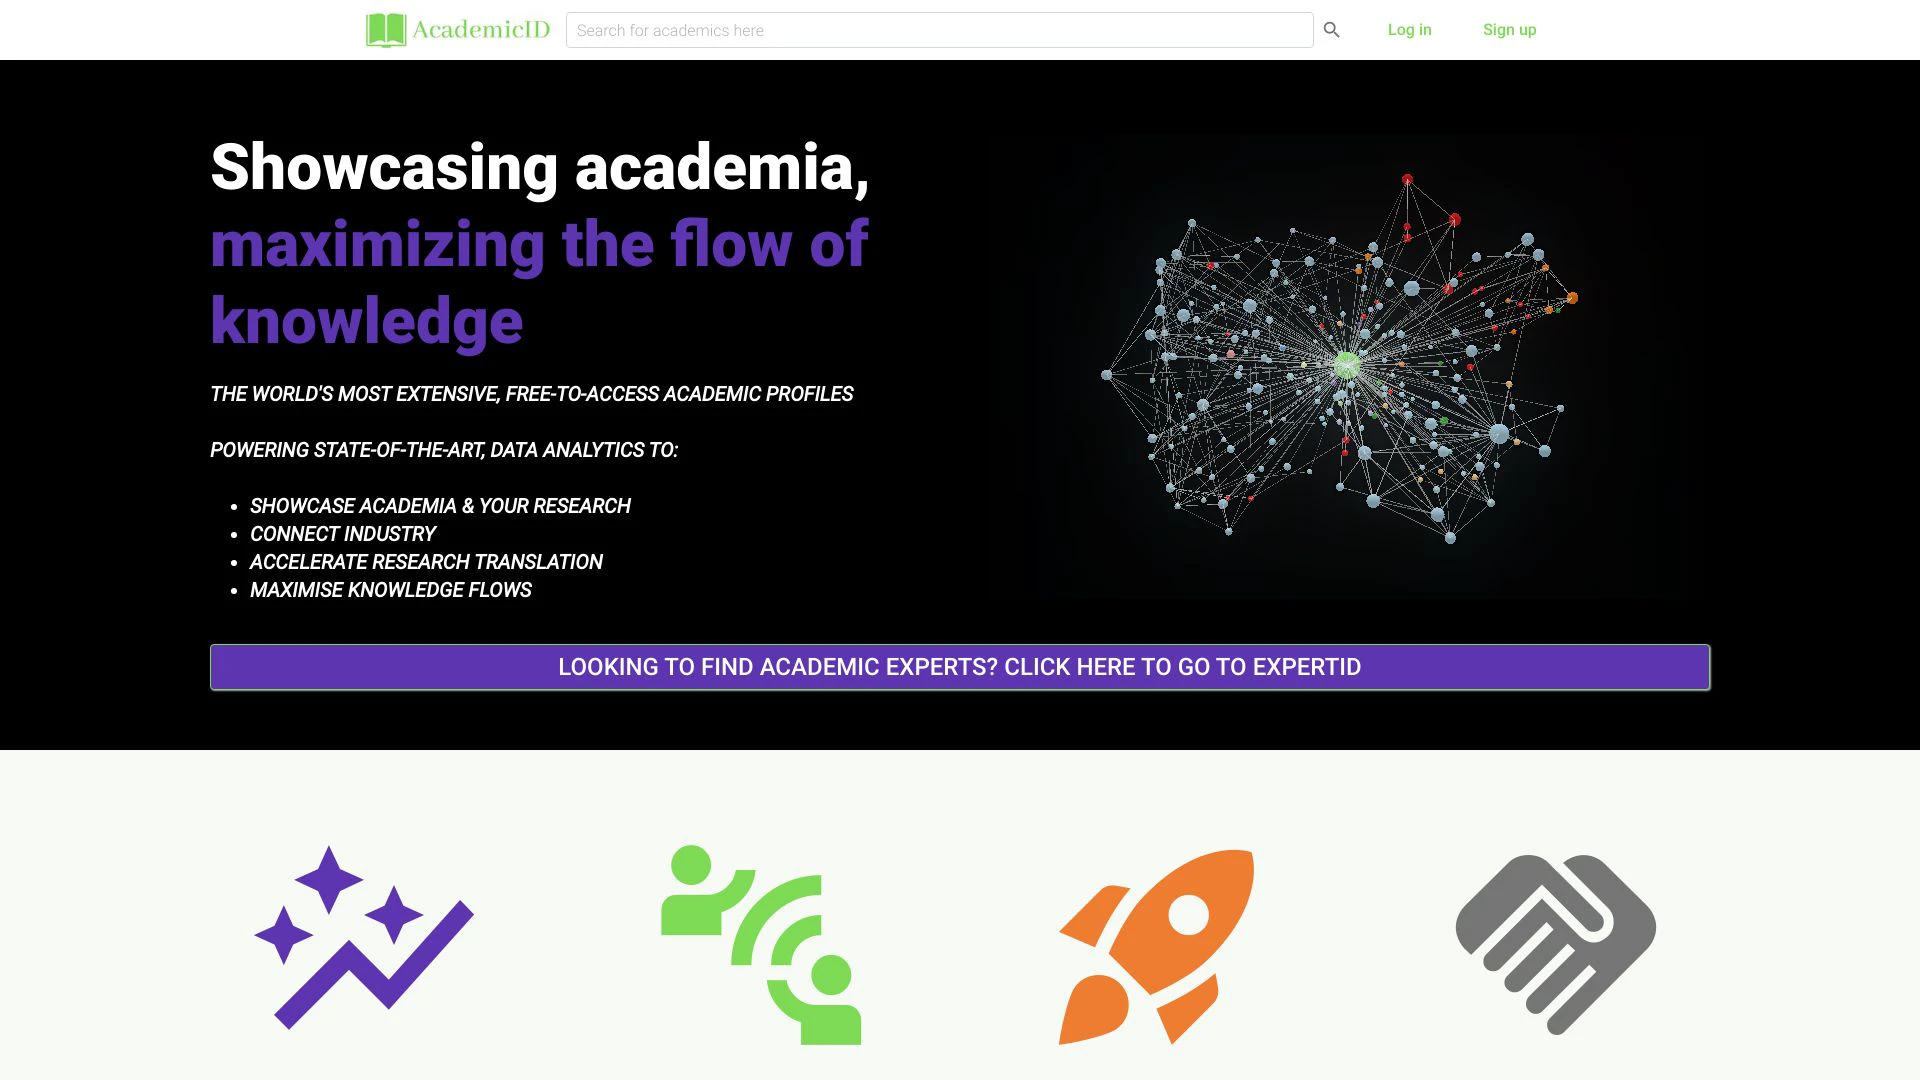 AcademicID
Search for academics here
Log in
Sign up
Showcasing academia,
maximizing the flow of
knowledge
THE WORLD'S MOST EXTENSIVE, FREE-TO-ACCESS ACADEMIC PROFILES
POWERING STATE-OF-THE-ART, DATA ANALYTICS TO:
• SHOWCASE ACADEMIA & YOUR RESEARCH
• CONNECT INDUSTRY
• ACCELERATE RESEARCH TRANSLATION
• MAXIMISE KNOWLEDGE FLOWS
LOOKING TO FIND ACADEMIC EXPERTS? CLICK HERE TO GO TO EXPERTID